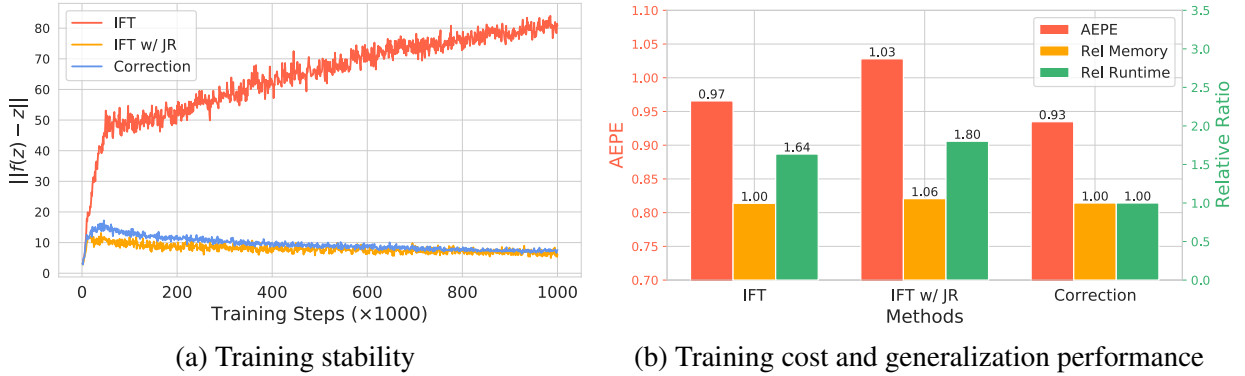 IFT
IFT w/ JR
Correction
80
70
60
50
40
30
20
10
0
||f(z) − z||
0 200 400 600 800 1000
Training Steps (×1000)
(a) Training stability
AEPE
Rel Memory
Rel Runtime
1.10
1.05
1.00
0.95
0.90
0.85
0.80
0.75
0.70
AEPE
0.97
1.00
1.64
1.03
1.06
1.80
0.93
1.00
1.00
3.5
3.0
2.5
2.0
1.5
1.0
0.5
0.0
Relative Ratio
IFT IFT w/ JR Correction
Methods
(b) Training cost and generalization performance